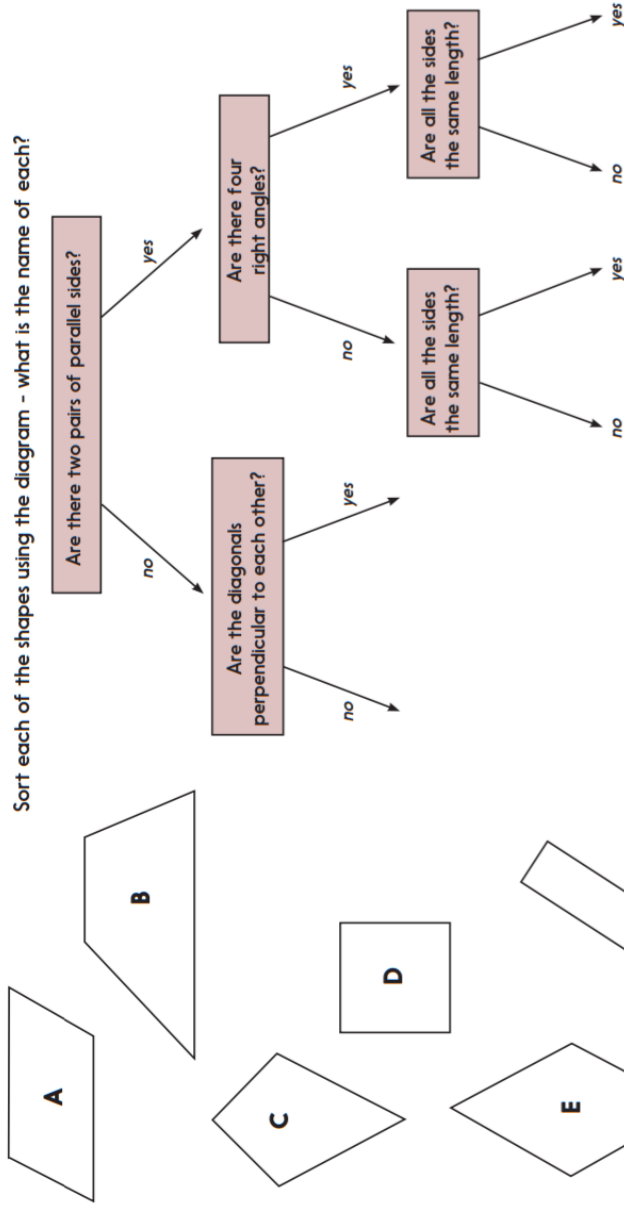 Sort each of the shapes using the diagram - what is the name of each?
Are there two pairs of parallel sides?
no
yes
Are the diagonals
perpendicular to each other?
Are there four
right angles?
no
yes
no
yes
Are all the sides
the same length?
Are all the sides
the same length?
no
yes
no
yes
A
B
C
D
E